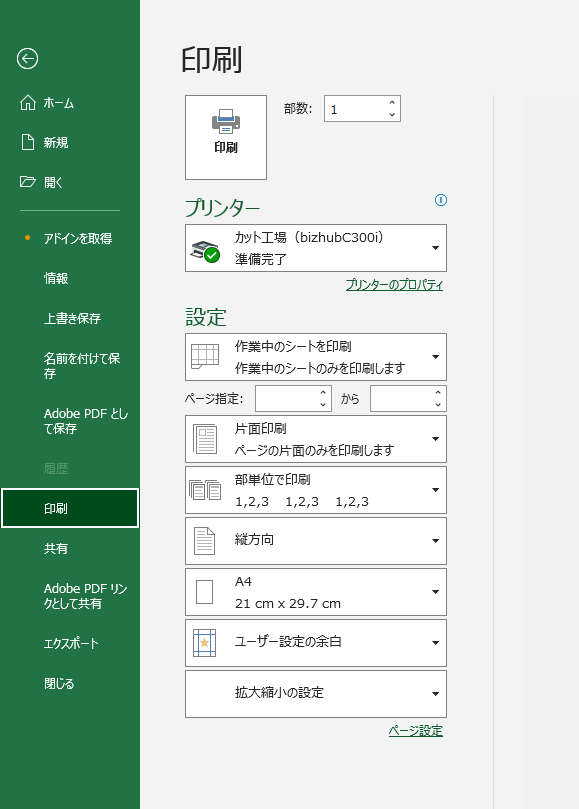 ホーム
新規
開く
アドインを取得
情報
上書き保存
名前を付けて保
存
Adobe PDF とし
て保存
履歴
印刷
共有
Adobe PDF リン
クとして共有
エクスポート
閉じる
印刷
印刷
部数: 1
プリンター
カット工場（bizhubC300i）
準備完了
プリンターのプロパティ
設定
作業中のシートを印刷
作業中のシートのみを印刷します
ページ指定: から
片面印刷
ページの片面のみを印刷します
部単位で印刷
1,2,3 1,2,3 1,2,3
縦方向
A4
21 cm x 29.7 cm
ユーザー設定の余白
拡大縮小の設定
ページ設定